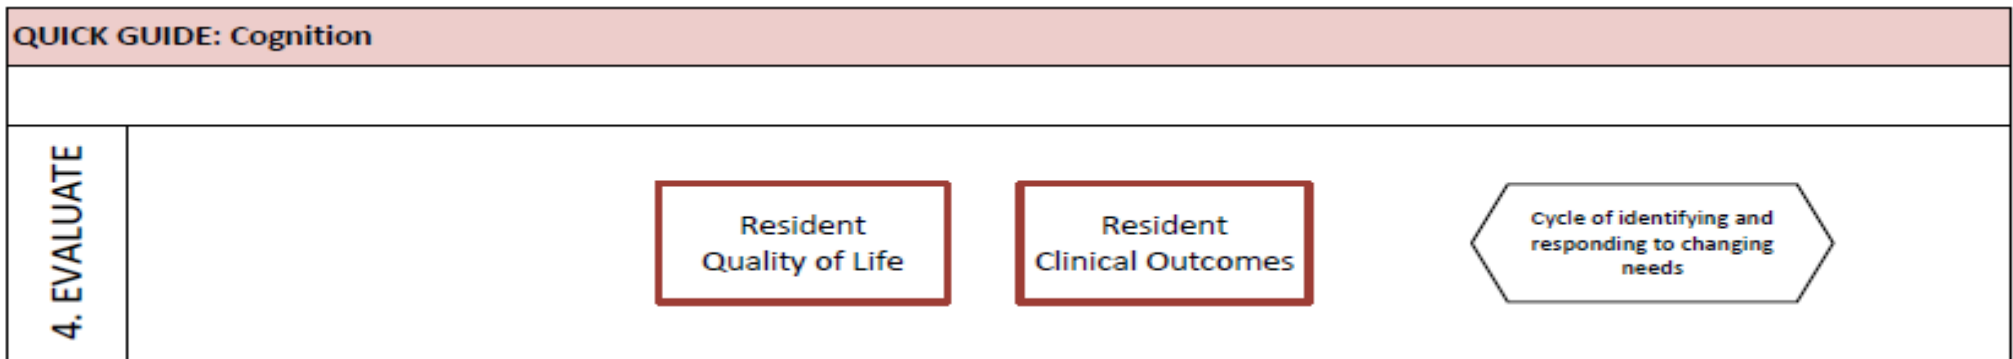 QUICK GUIDE: Cognition
4. EVALUATE
Resident
Quality of Life
Resident
Clinical Outcomes
Cycle of identifying and
responding to changing
needs